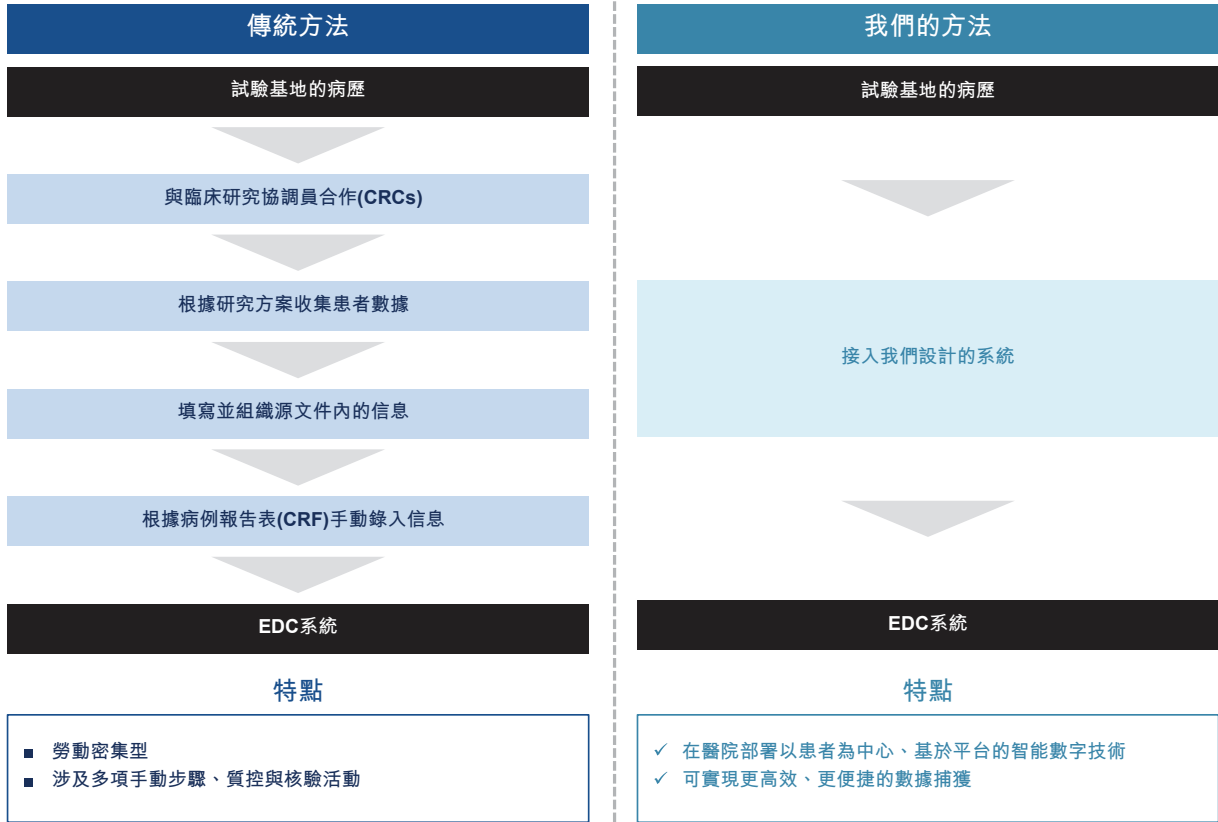 傳統方法
試驗基地的病歷
與臨床研究協調員合作(CRCs)
根據研究方案收集患者數據
填寫並組織源文件內的信息
根據病例報告表(CRF)手動錄入信息
EDC系統
特點
■ 勞動密集型
■ 涉及多項手動步驟、質控與核驗活動
我們的方法
試驗基地的病歷
接入我們設計的系統
EDC系統
特點
✓ 在醫院部署以患者為中心、基於平台的智能數字技術
✓ 可實現更高效、更便捷的數據捕獲